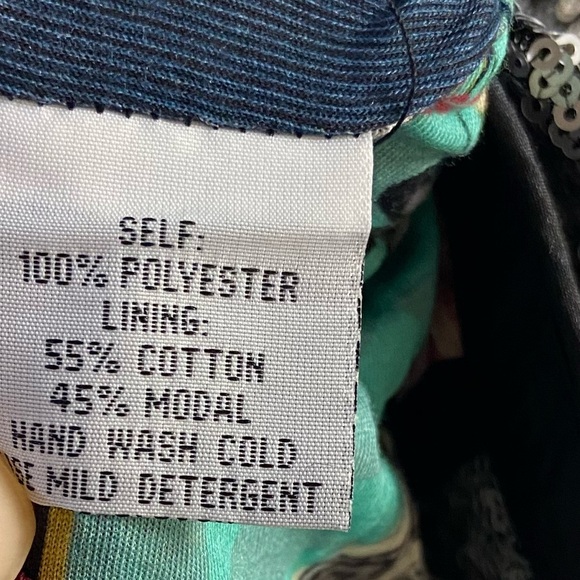 SELF:
100% POLYESTER
LINING:
55% COTTON
45% MODAL
HAND WASH COLD
MILD DETERGENT